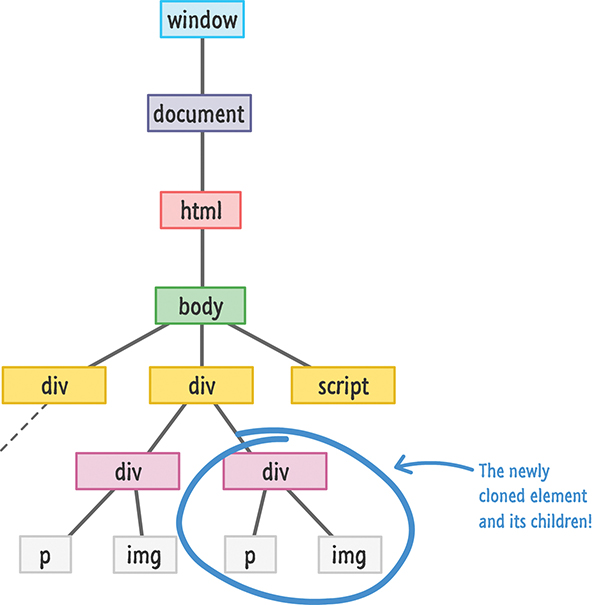 window
document
html
body
div
div
script
div
div
The newly
cloned element
and its children!
p
img
p
img